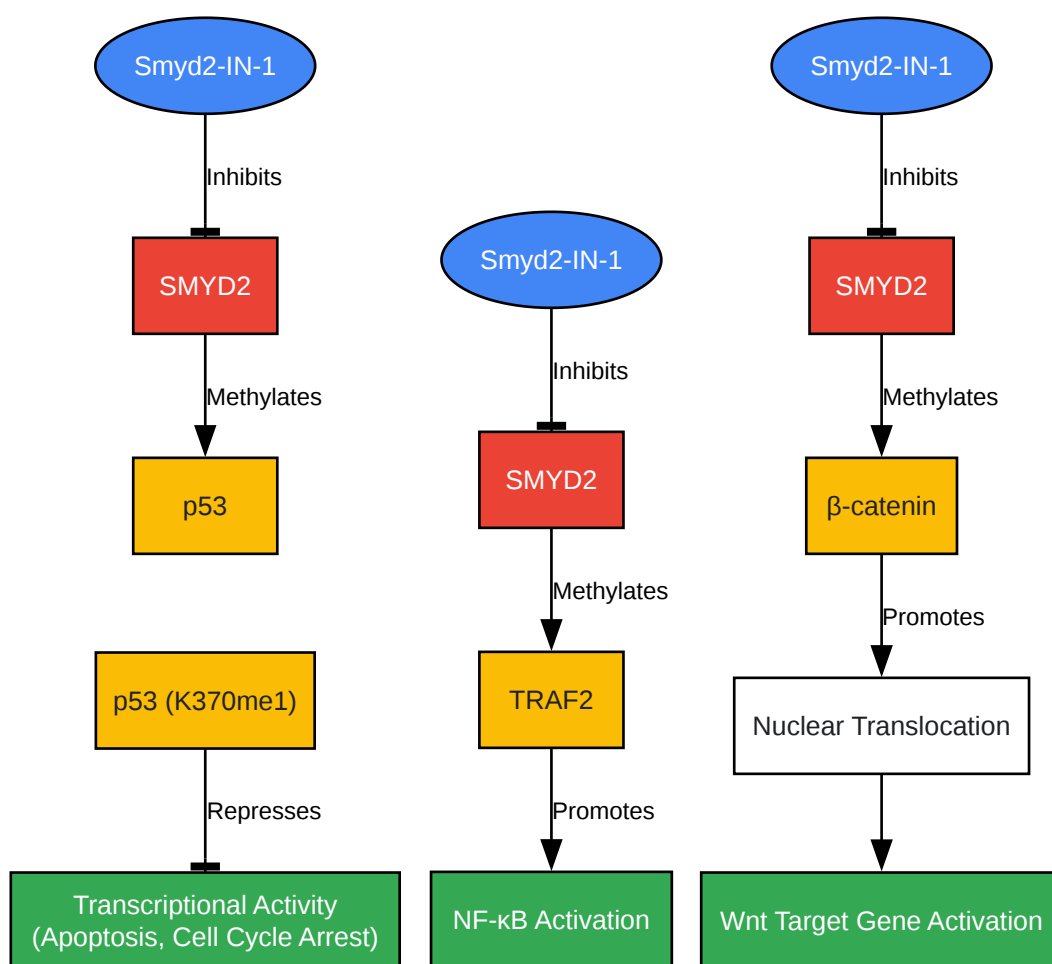 Smyd2-IN-1
Inhibits
SMYD2
Methylates
p53
p53 (K370me1)
Represses
Transcriptional Activity
(Apoptosis, Cell Cycle Arrest)
Smyd2-IN-1
Inhibits
SMYD2
Methylates
TRAF2
Promotes
NF-κB Activation
Smyd2-IN-1
Inhibits
SMYD2
Methylates
β-catenin
Promotes
Nuclear Translocation
Wnt Target Gene Activation